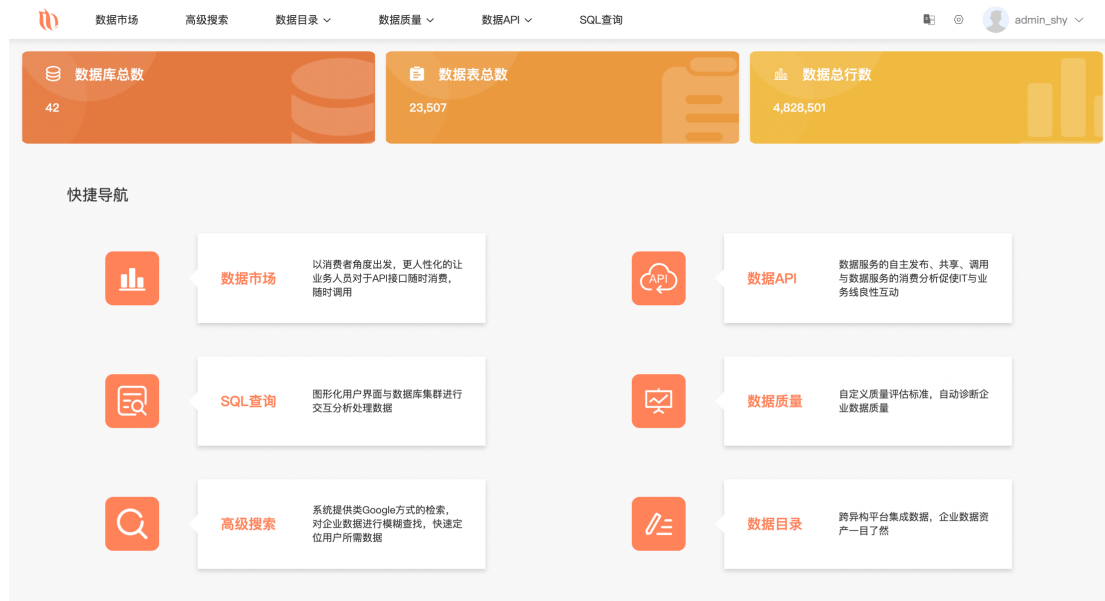 数据市场 高级搜索 数据目录 数据质量 数据API SQL查询 admin_shy
数据库总数 数据表总数 数据总行数
42 23,507 4,828,501
快捷导航
数据市场
以消费者角度出发，更人性化的让
业务人员对于API接口随时消费，
随时调用
API
数据API
数据服务的自主发布、共享、调用
与数据服务的消费分析促使IT与业
务线良性互动
SQL查询
图形化用户界面与数据库集群进行
交互分析处理数据
数据质量
自定义质量评估标准，自动诊断企
业数据质量
高级搜索
系统提供类Google方式的检索，
对企业数据进行模糊查找，快速定
位用户所需数据
数据目录
跨异构平台集成数据，企业数据资
产一目了然